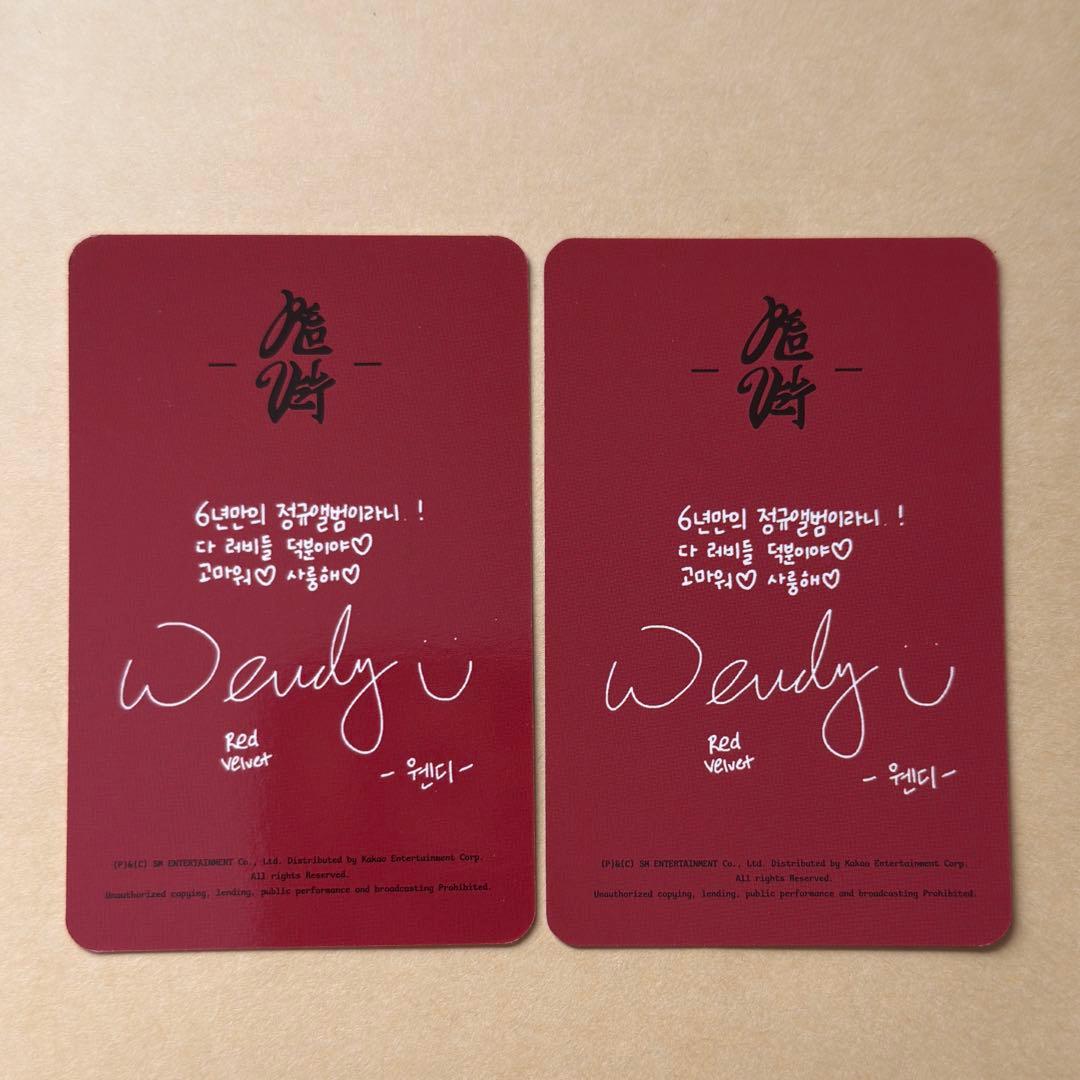 6년만의 정규앨범이라니..!
다 러비들 덕분이야♡
고마워♡ 사룽해♡
Wendy
Red
Velvet
- 웬디 -
(P)&(C) SM ENTERTAINMENT Co., Ltd. Distributed by Kakao Entertainment Corp.
All rights Reserved.
Unauthorized copying, lending, public performance and broadcasting Prohibited.
6년만의 정규앨범이라니..!
다 러비들 덕분이야♡
고마워♡ 사룽해♡
Wendy
Red
Velvet
- 웬디 -
(P)&(C) SM ENTERTAINMENT Co., Ltd. Distributed by Kakao Entertainment Corp.
All rights Reserved.
Unauthorized copying, lending, public performance and broadcasting Prohibited.